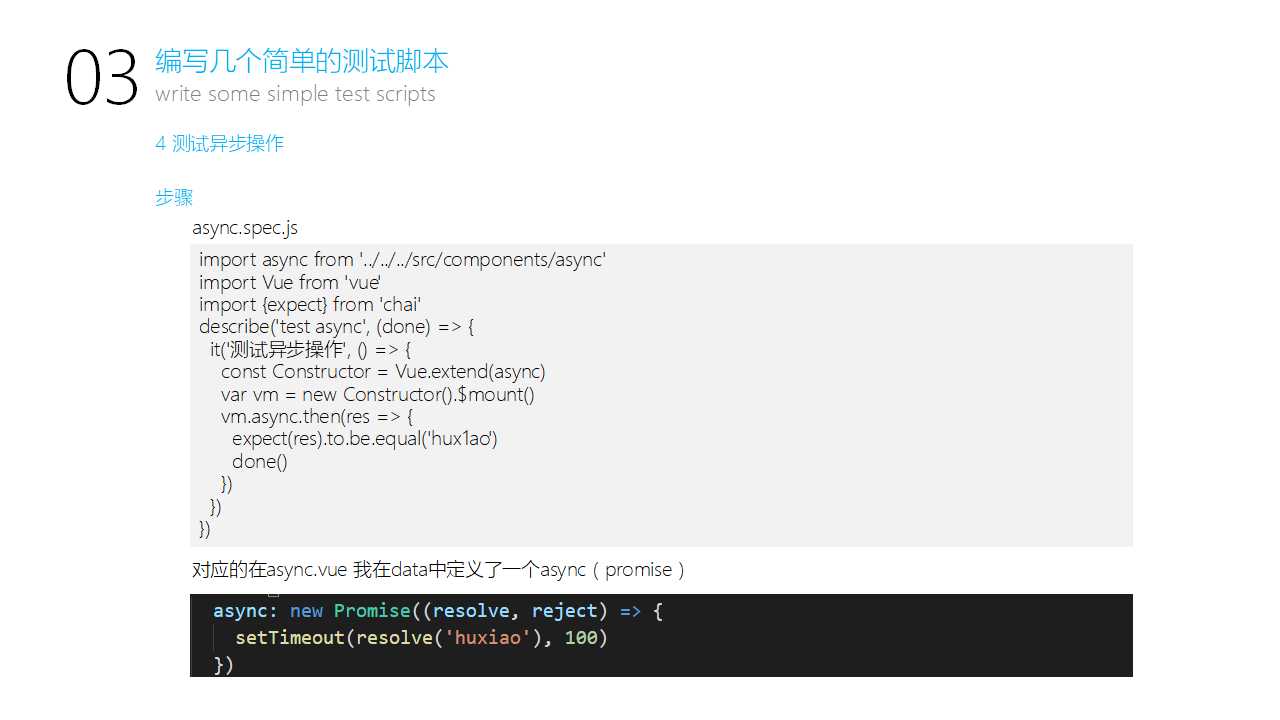 03
编写几个简单的测试脚本
write some simple test scripts
4 测试异步操作
步骤
async.spec.js
import async from '../../../src/components/async'
import Vue from 'vue'
import {expect} from 'chai'
describe('test async', (done) => {
  it('测试异步操作', () => {
    const Constructor = Vue.extend(async)
    var vm = new Constructor().$mount()
    vm.async.then(res => {
      expect(res).to.be.equal('hux1ao')
      done()
    })
  })
})
对应的在async.vue 我在data中定义了一个async（promise）
async: new Promise((resolve, reject) => {
  setTimeout(resolve('huxiao'), 100)
})